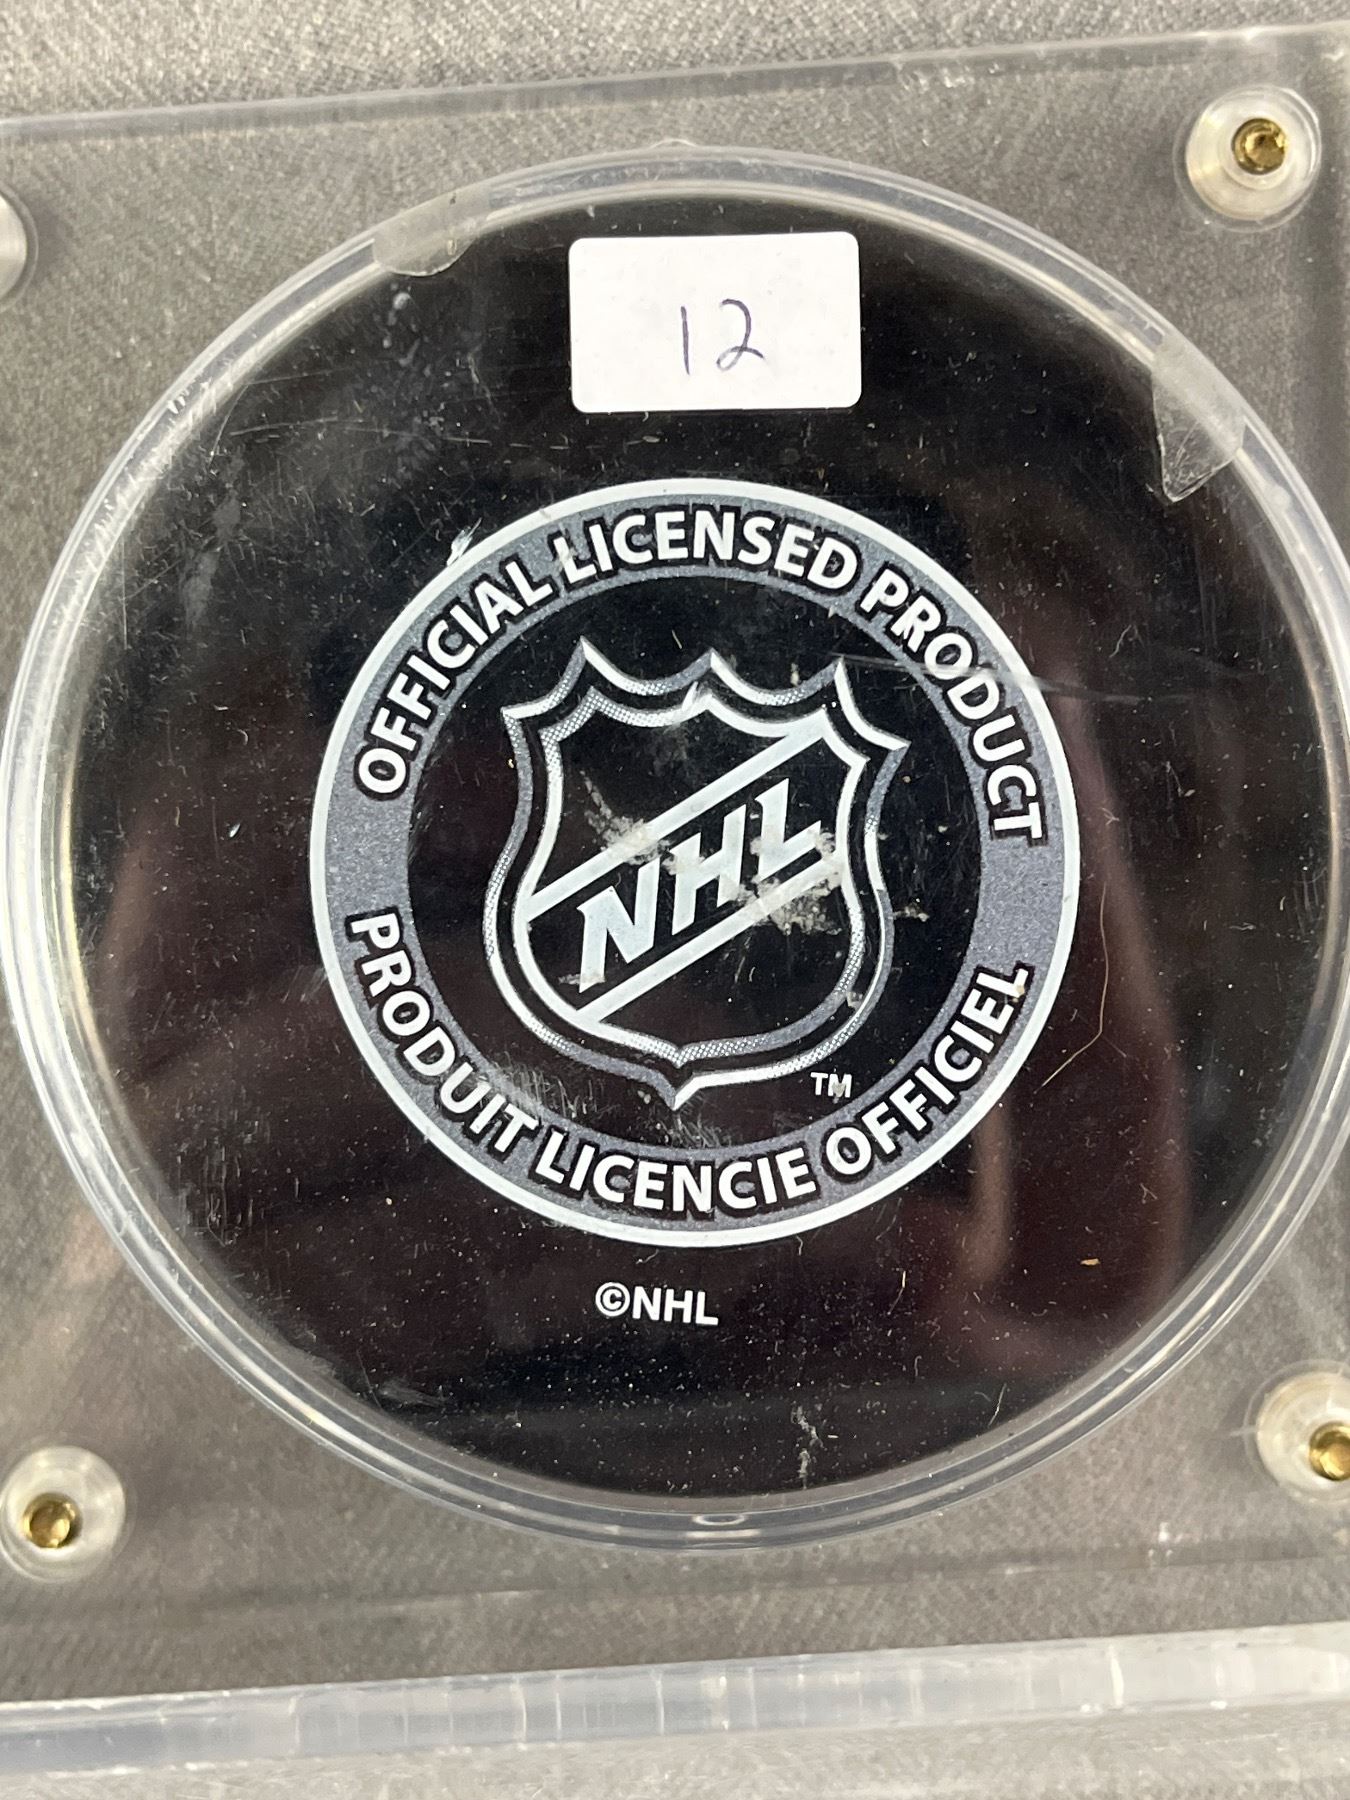 12
OFFICIAL LICENSED PRODUCT
NHL
TM
PRODUIT LICENCIE OFFICIEL
©NHL